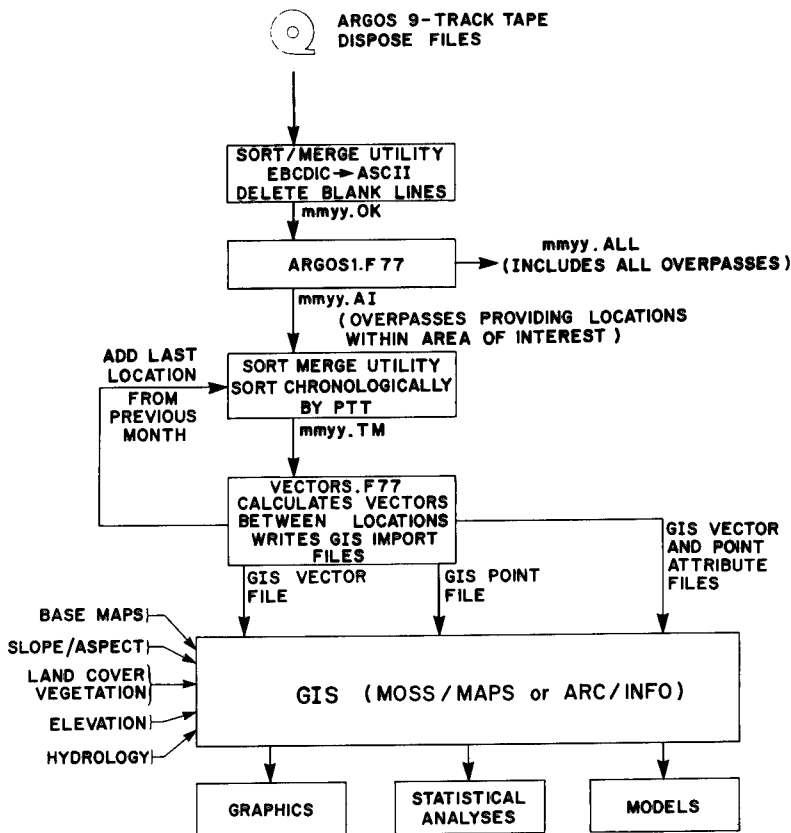 ARGOS 9-TRACK TAPE
DISPOSE FILES
SORT/MERGE UTILITY
EBCDIC→ASCII
DELETE BLANK LINES
mmyy.OK
ARGOS1.F77
mmyy.ALL
(INCLUDES ALL OVERPASSES)
mmyy.AI
(OVERPASSES PROVIDING LOCATIONS
WITHIN AREA OF INTEREST)
ADD LAST
LOCATION
FROM
PREVIOUS
MONTH
SORT MERGE UTILITY
SORT CHRONOLOGICALLY
BY PTT
mmyy.TM
VECTORS.F77
CALCULATES VECTORS
BETWEEN LOCATIONS
WRITES GIS IMPORT
FILES
GIS VECTOR
FILE
GIS POINT
FILE
GIS VECTOR
AND POINT
ATTRIBUTE
FILES
BASE MAPS
SLOPE/ASPECT
LAND COVER
VEGETATION
ELEVATION
HYDROLOGY
GIS (MOSS/MAPS or ARC/INFO)
GRAPHICS
STATISTICAL
ANALYSES
MODELS